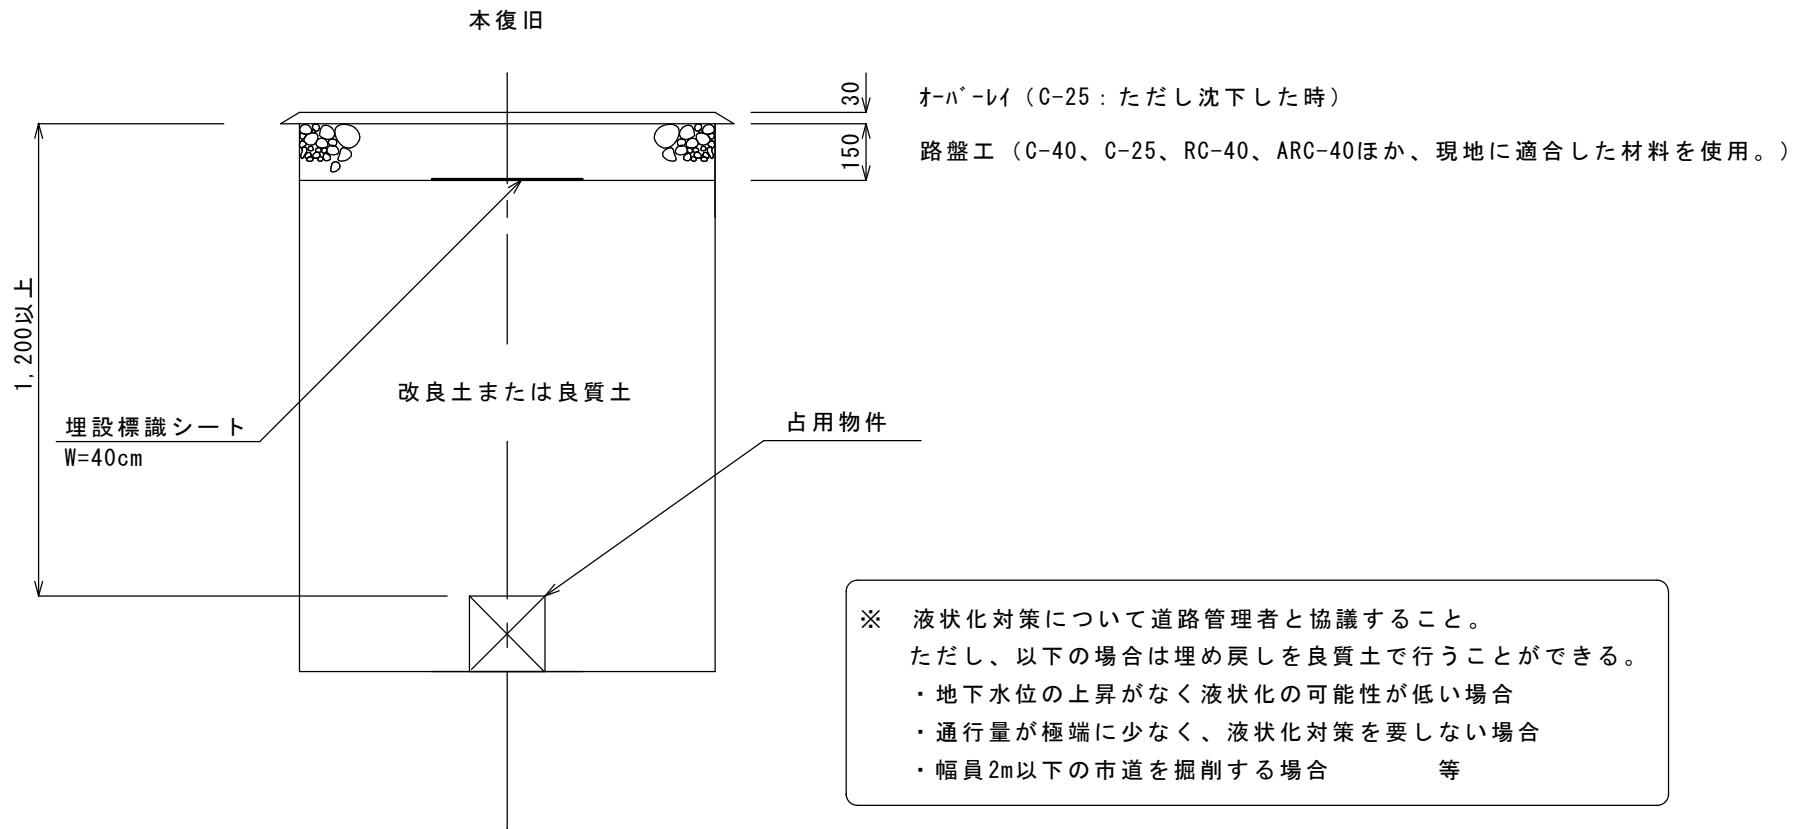 本復旧
30
オーバーレイ（C-25：ただし沈下した時）
150
路盤工（C-40、C-25、RC-40、ARC-40ほか、現地に適合した材料を使用。）
1,200以上
改良土または良質土
埋設標識シート
W=40cm
占用物件
※　液状化対策について道路管理者と協議すること。
ただし、以下の場合は埋め戻しを良質土で行うことができる。
・地下水位の上昇がなく液状化の可能性が低い場合
・通行量が極端に少なく、液状化対策を要しない場合
・幅員2m以下の市道を掘削する場合　　　　等